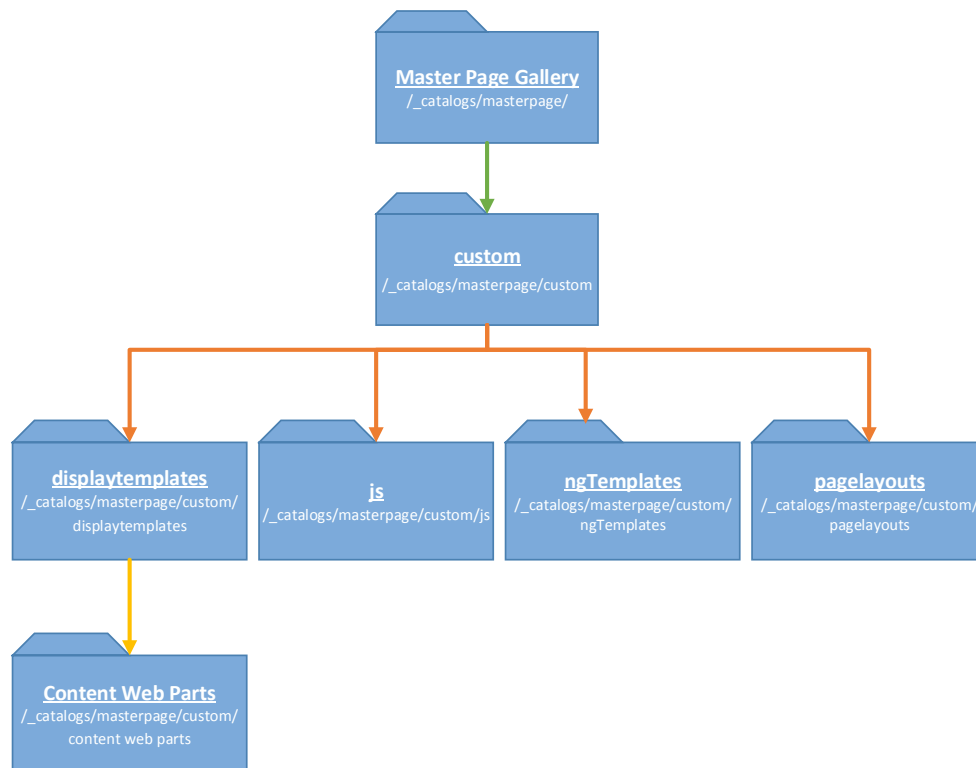 Master Page Gallery
/_catalogs/masterpage/
custom
/_catalogs/masterpage/custom
displaytemplates
/_catalogs/masterpage/custom/
displaytemplates
js
/_catalogs/masterpage/custom/js
ngTemplates
/_catalogs/masterpage/custom/
ngTemplates
pagelayouts
/_catalogs/masterpage/custom/
pagelayouts
Content Web Parts
/_catalogs/masterpage/custom/
content web parts